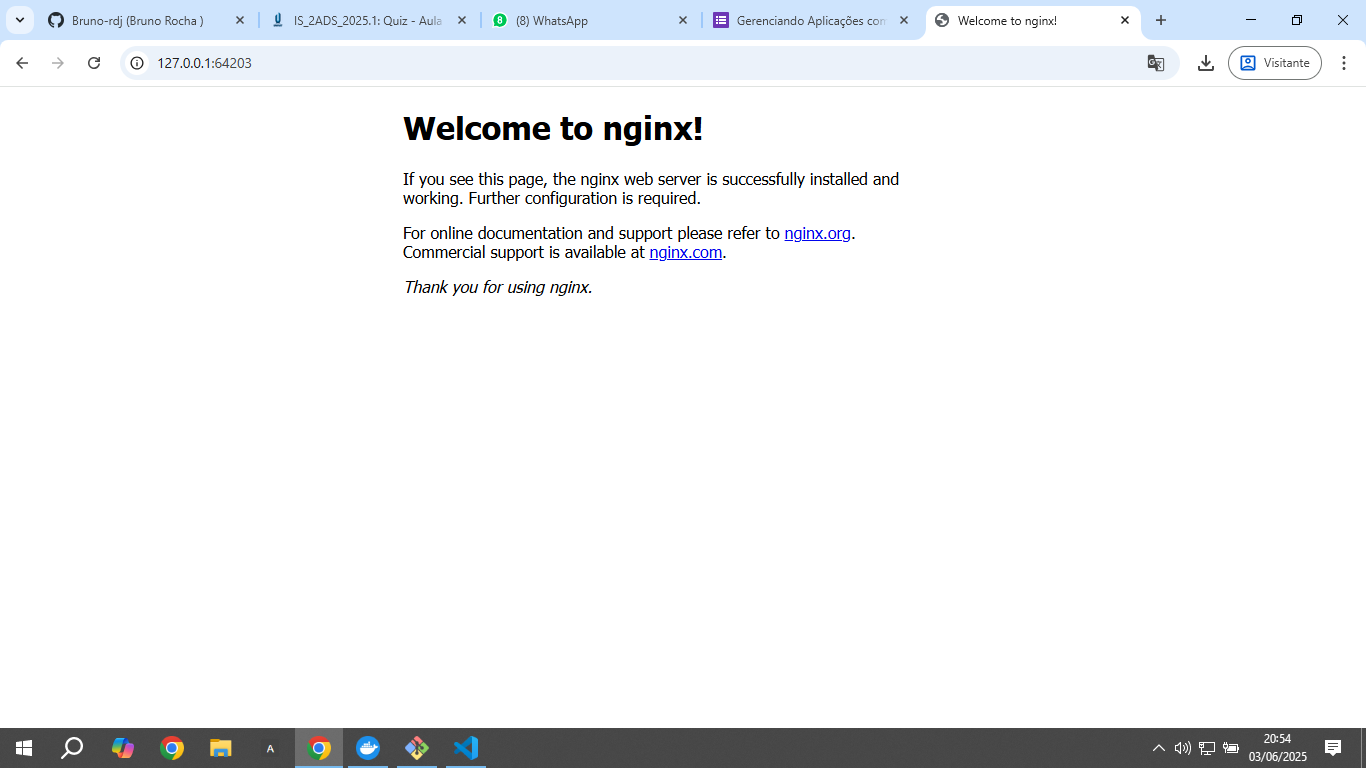 Bruno-rdj (Bruno Rocha )
IS_2ADS_2025.1: Quiz - Aula
8
(8) WhatsApp
Gerenciando Aplicações con
Welcome to nginx!
127.0.0.1:64203
Visitante
Welcome to nginx!
If you see this page, the nginx web server is successfully installed and
working. Further configuration is required.
For online documentation and support please refer to nginx.org.
Commercial support is available at nginx.com.
Thank you for using nginx.
A
20:54
03/06/2025